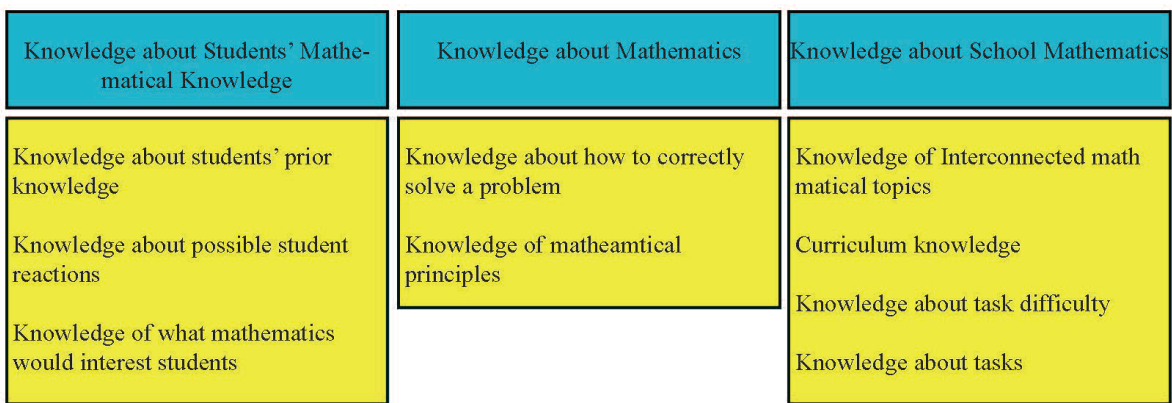 Knowledge about Students’ Mathe-
matical Knowledge
Knowledge about students’ prior
knowledge
Knowledge about possible student
reactions
Knowledge of what mathematics
would interest students
Knowledge about Mathematics
Knowledge about how to correctly
solve a problem
Knowledge of matheamtical
principles
Knowledge about School Mathematics
Knowledge of Interconnected math
matical topics
Curriculum knowledge
Knowledge about task difficulty
Knowledge about tasks